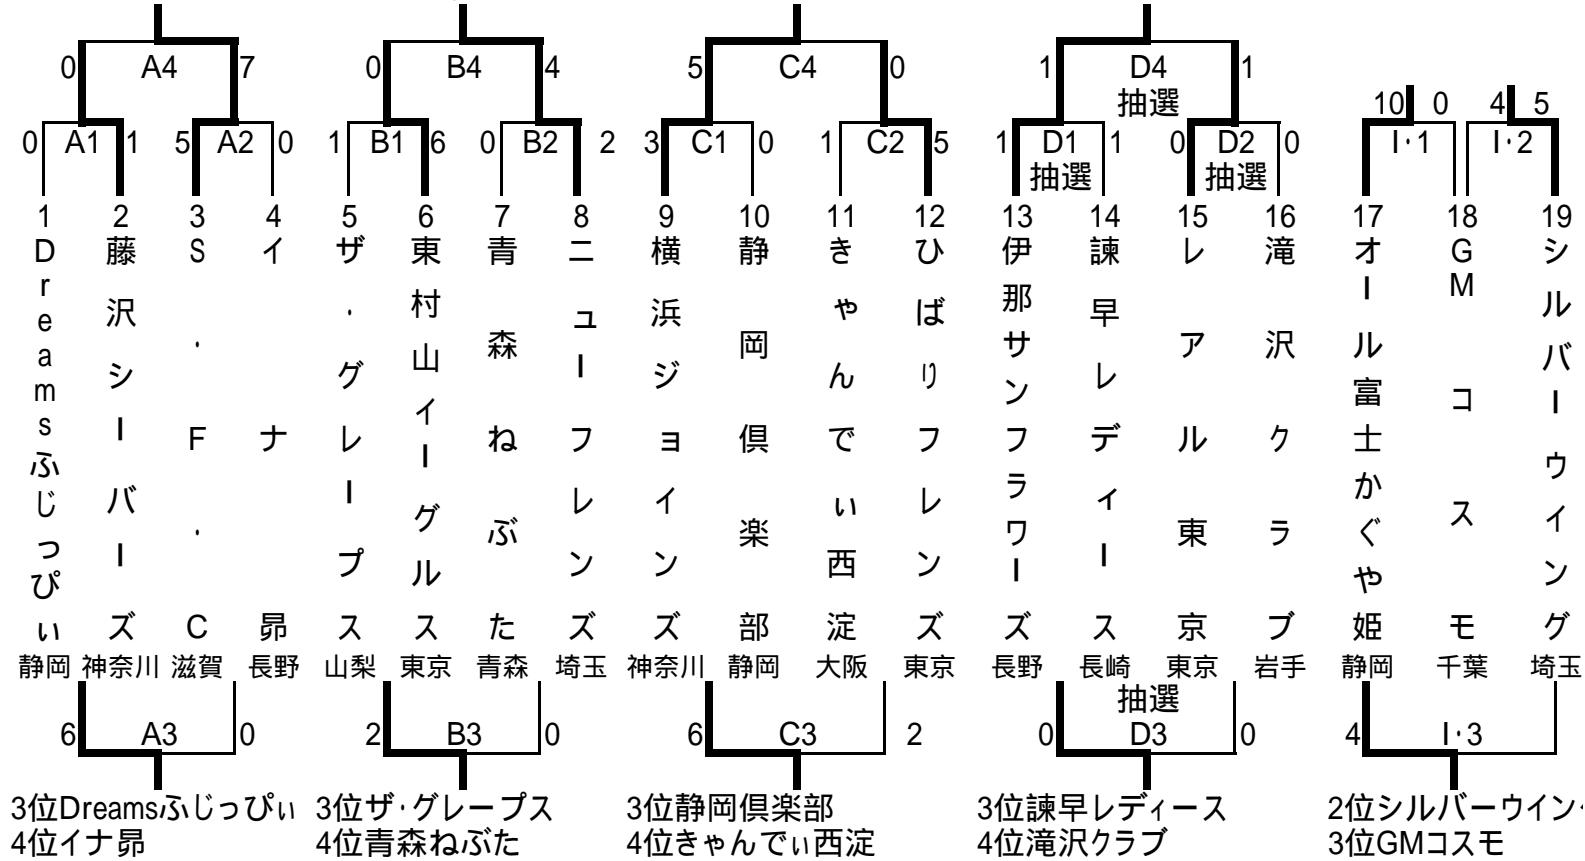 0 A4 7 0 B4 4 5 C4 0 1 D4 1
抽選
10 0 4 5
0 A1 1 5 A2 0 1 B1 6 0 B2 2 3 C1 0 1 C2 5 1 D1 1 0 D2 0 I・1 I・2
抽選 抽選
1 2 3 4 5 6 7 8 9 10 11 12 13 14 15 16 17 18 19
Dreamsふじっぴぃ
藤沢シーバーズ
S・F・C
イナ昴
ザ・グレープス
東村山イーグルス
青森ねぶた
ニューフレンズ
横浜ジョインズ
静岡倶楽部
きゃんでぃ西淀
ひばりフレンズ
伊那サンフラワーズ
諫早レディース
レアル東京
滝沢クラブ
オール富士かぐや姫
GMコスモ
シルバーウイング
静岡 神奈川 滋賀 長野 山梨 東京 青森 埼玉 神奈川 静岡 大阪 東京 長野 長崎 東京 岩手 静岡 千葉 埼玉
抽選
6 A3 0 2 B3 0 6 C3 2 0 D3 0 4 I・3
3位Dreamsふじっぴぃ 3位ザ・グレープス 3位静岡倶楽部 3位諫早レディース 2位シルバーウイング
4位イナ昴 4位青森ねぶた 4位きゃんでぃ西淀 4位滝沢クラブ 3位GMコスモ